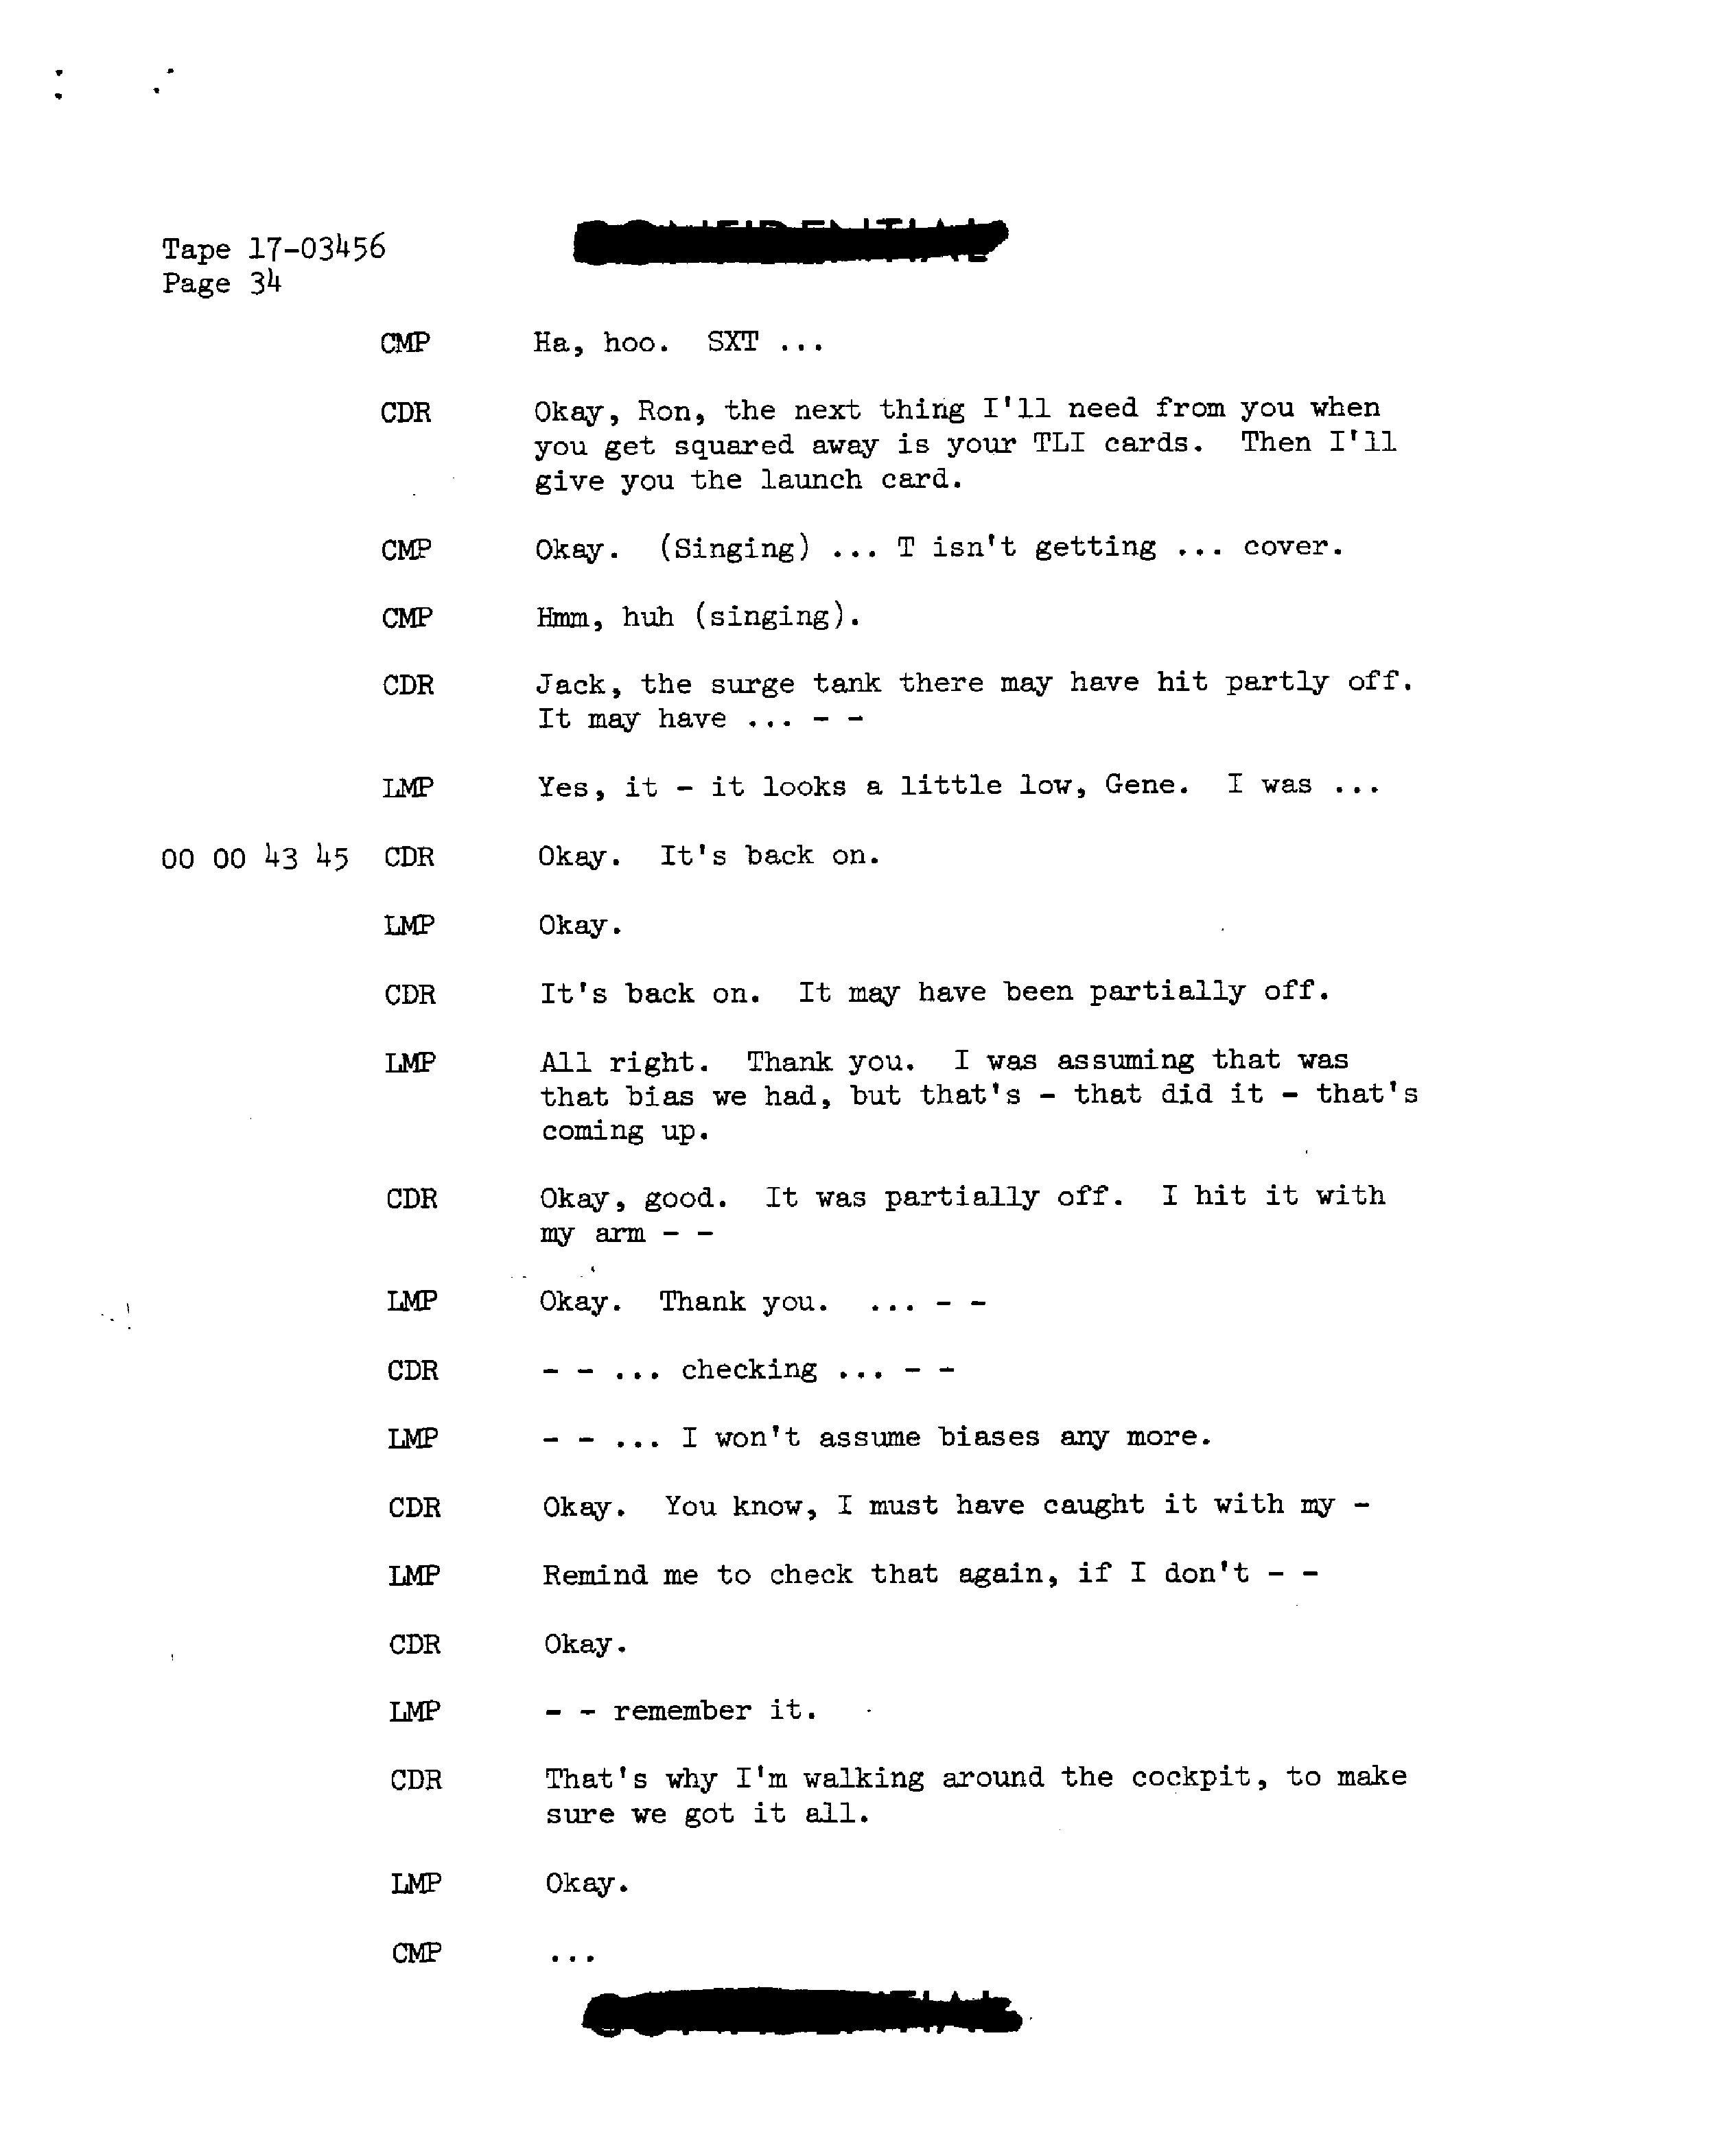 Tape 17-03456
Page 34
CMP Ha, hoo. SXT ...
CDR Okay, Ron, the next thing I'll need from you when
you get squared away is your TLI cards. Then I'll
give you the launch card.
CMP Okay. (Singing) ... T isn't getting ... cover.
CMP Hmm, huh (singing).
CDR Jack, the surge tank there may have hit partly off.
It may have ... - -
LMP Yes, it - it looks a little low, Gene. I was ...
00 00 43 45 CDR Okay. It's back on.
LMP Okay.
CDR It's back on. It may have been partially off.
LMP All right. Thank you. I was assuming that was
that bias we had, but that's - that did it - that's
coming up.
CDR Okay, good. It was partially off. I hit it with
my arm - -
LMP Okay. Thank you. ... - -
CDR - - ... checking ... - -
LMP - - ... I won't assume biases any more.
CDR Okay. You know, I must have caught it with my -
LMP Remind me to check that again, if I don't - -
CDR Okay.
LMP - - remember it.
CDR That's why I'm walking around the cockpit, to make
sure we got it all.
LMP Okay.
CMP ...